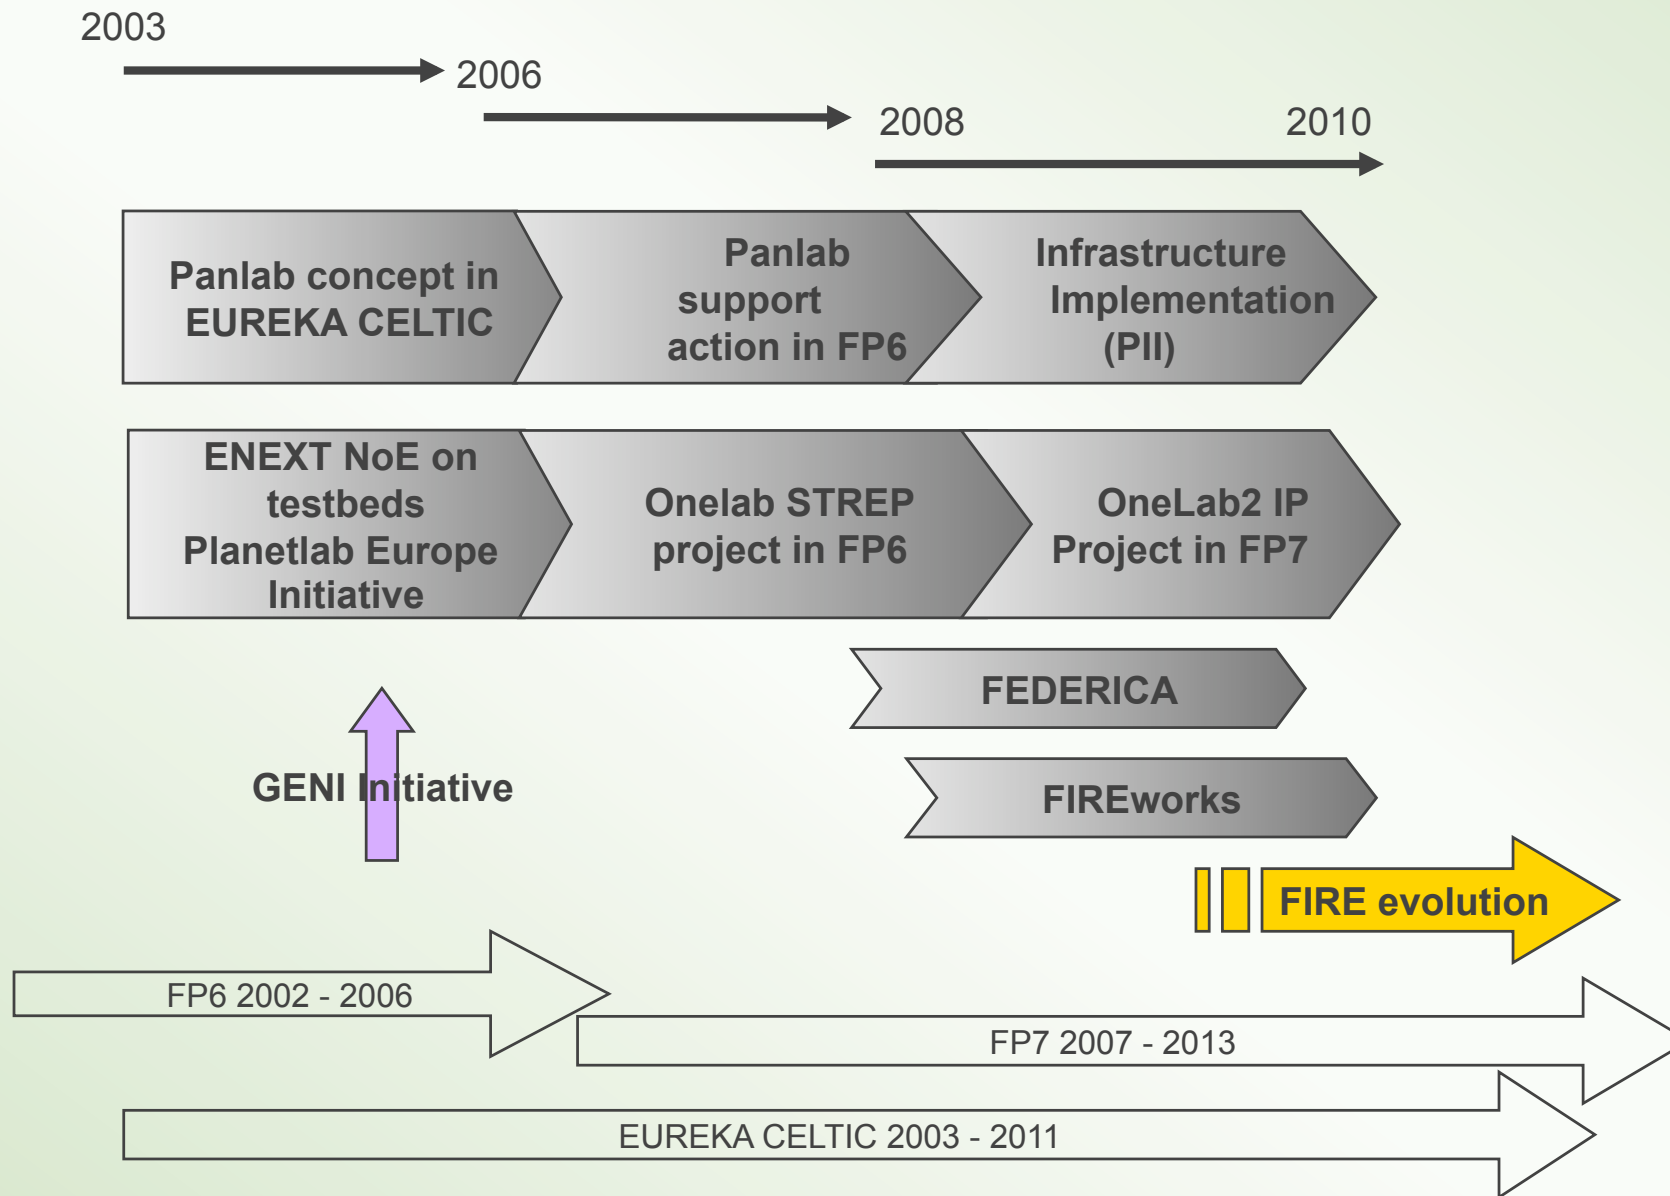 2003
2006
2008
2010
Panlab concept in
EUREKA CELTIC
Panlab
support
action in FP6
Infrastructure
Implementation
(PII)
ENEXT NoE on
testbeds
Planetlab Europe
Initiative
Onelab STREP
project in FP6
OneLab2 IP
Project in FP7
FEDERICA
GENI Initiative
FIREworks
FIRE evolution
FP6 2002 - 2006
FP7 2007 - 2013
EUREKA CELTIC 2003 - 2011